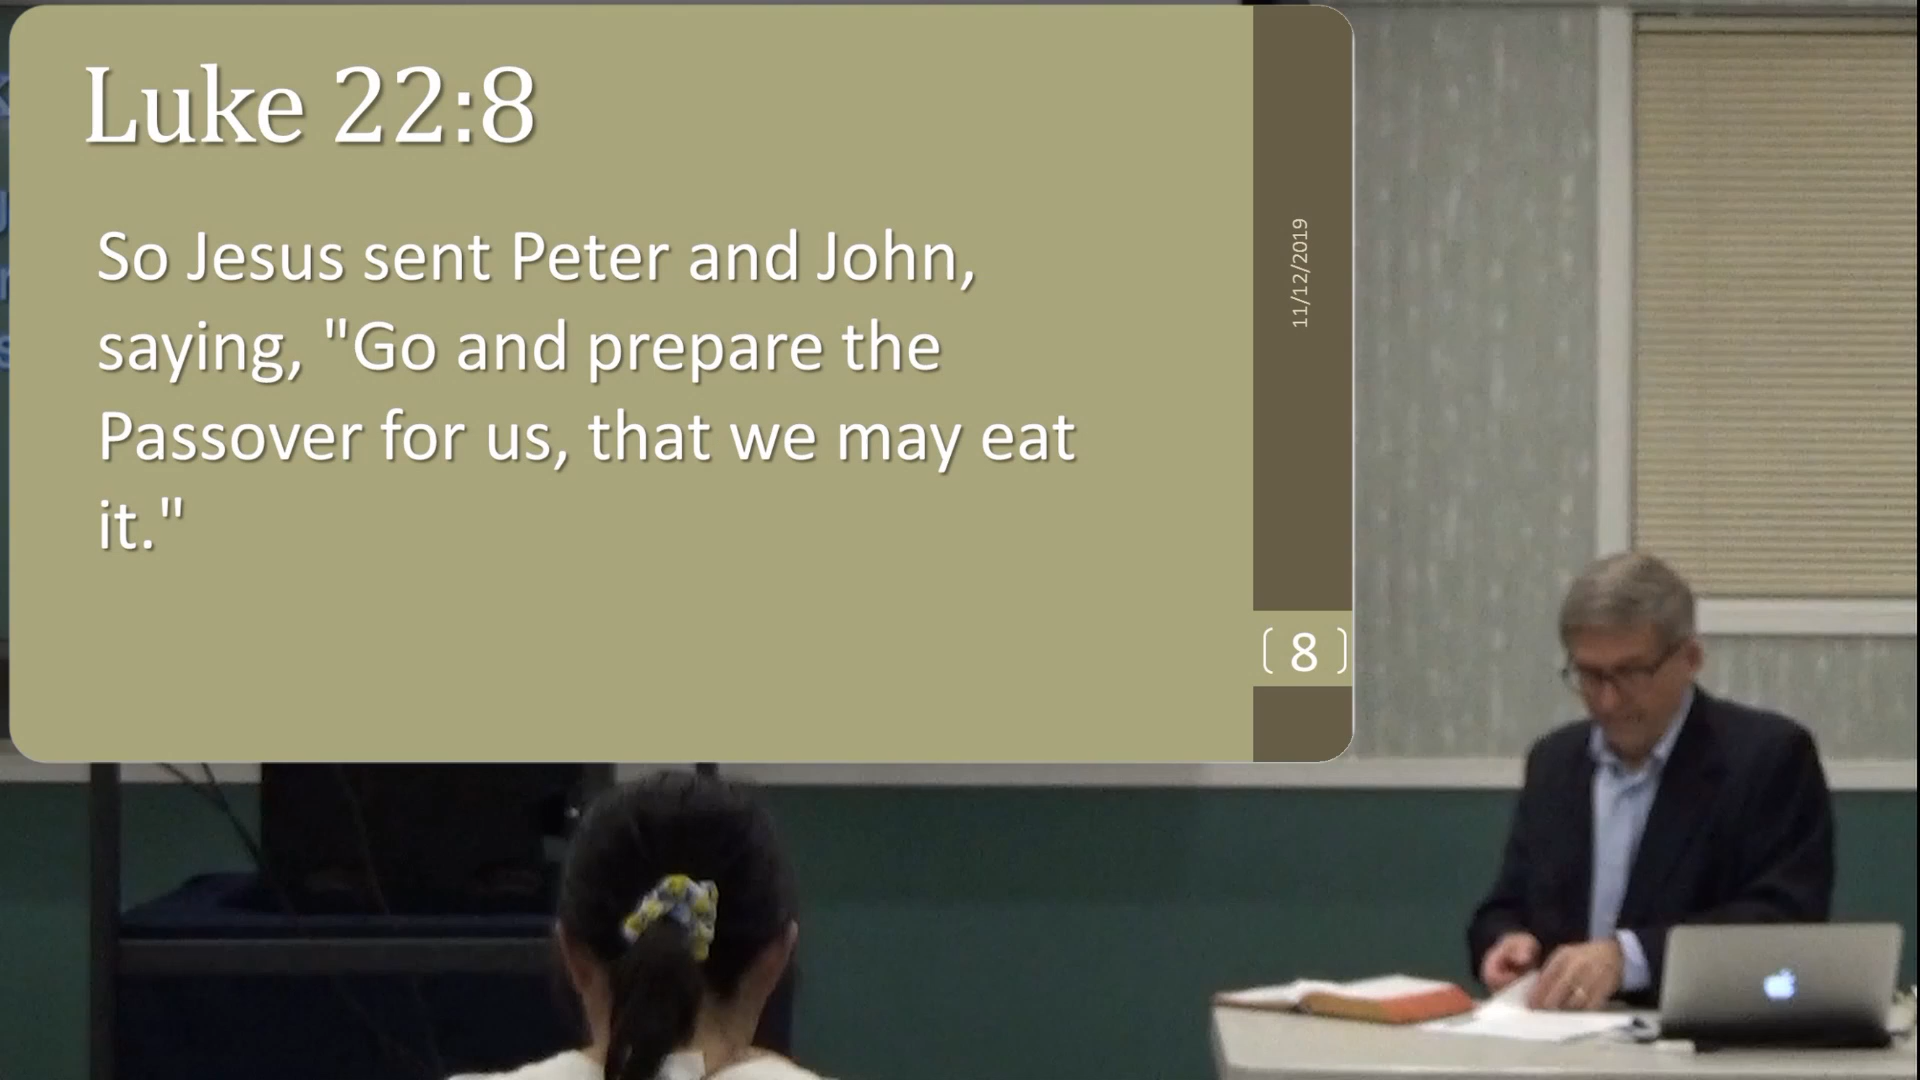 Luke 22:8
So Jesus sent Peter and John,
saying, "Go and prepare the
Passover for us, that we may eat
it."
11/12/2019
8